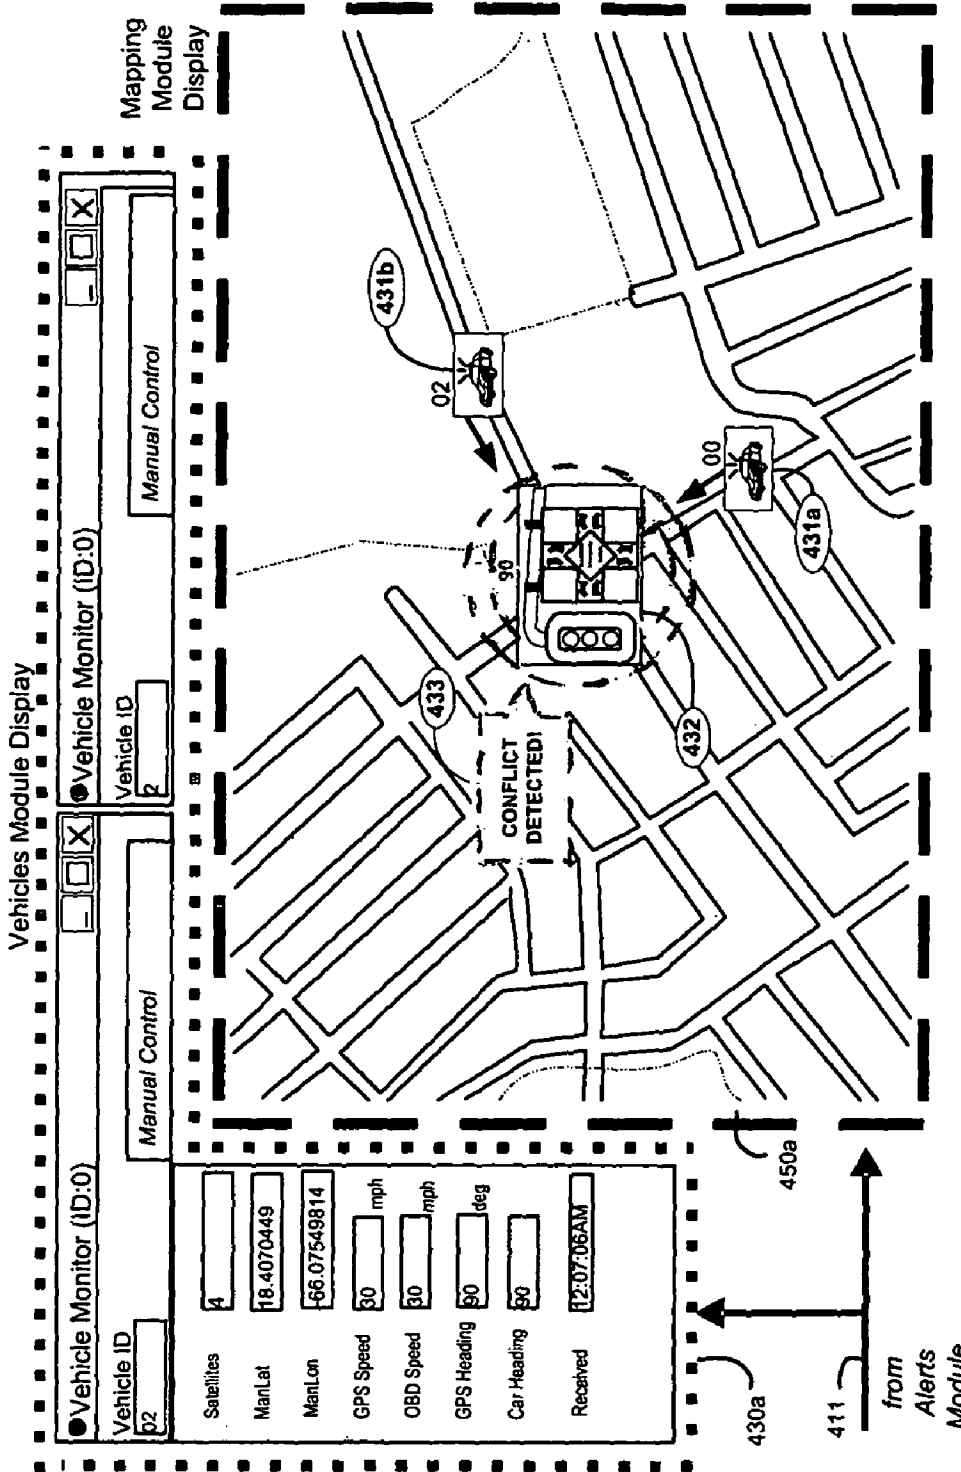 Vehicles Module Display
Vehicle Monitor (ID:0)
_ X
Vehicle ID
02
Manual Control
Vehicle Monitor (ID:0)
_ X
Vehicle ID
2
Manual Control
Satellites 4
ManLat 18.4070449
ManLon -66.07549814
GPS Speed 30 mph
OBD Speed 30 mph
GPS Heading 90 deg
Car Heading 90
Received 12:07:06AM
Mapping
Module
Display
431b
02
90
433
CONFLICT
DETECTED!
00
431a
432
450a
430a
411
from
Alerts
Module